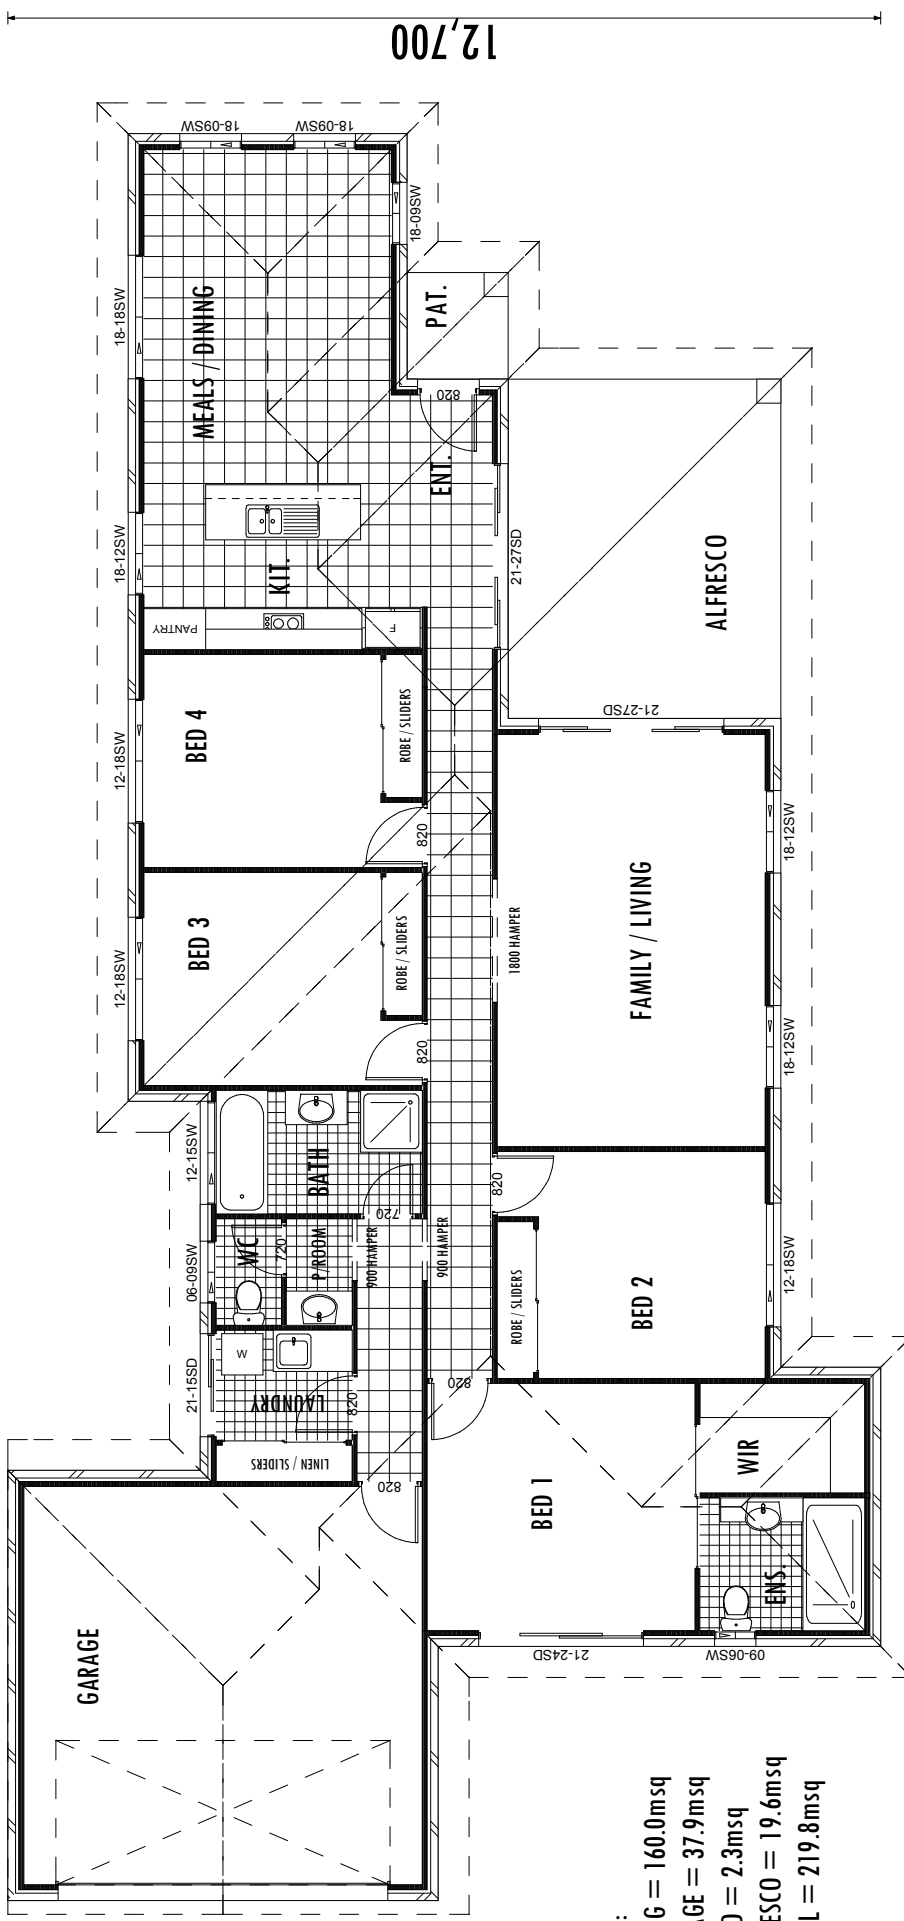 12,700
18-09SW
18-09SW
18-09SW
18-18SW
MEALS / DINING
PAT.
820
ENT.
18-12SW
KIT.
21-27SD
ALFRESCO
PANTRY
F
12-18SW
BED 4
ROBE / SLIDERS
820
21-27SD
12-18SW
BED 3
ROBE / SLIDERS
820
1800 HAMPER
FAMILY / LIVING
18-12SW
18-12SW
12-15SW
BATH
720
820
06-09SW
WC
720
P/ROOM
900 HAMPER
900 HAMPER
ROBE / SLIDERS
BED 2
12-18SW
21-15SD
W
LAUNDRY
820
820
LINEN / SLIDERS
820
BED 1
WIR
ENS.
GARAGE
21-24SD
09-06SW
G = 160.0msq
AGE = 37.9msq
O = 2.3msq
ESCO = 19.6msq
L = 219.8msq